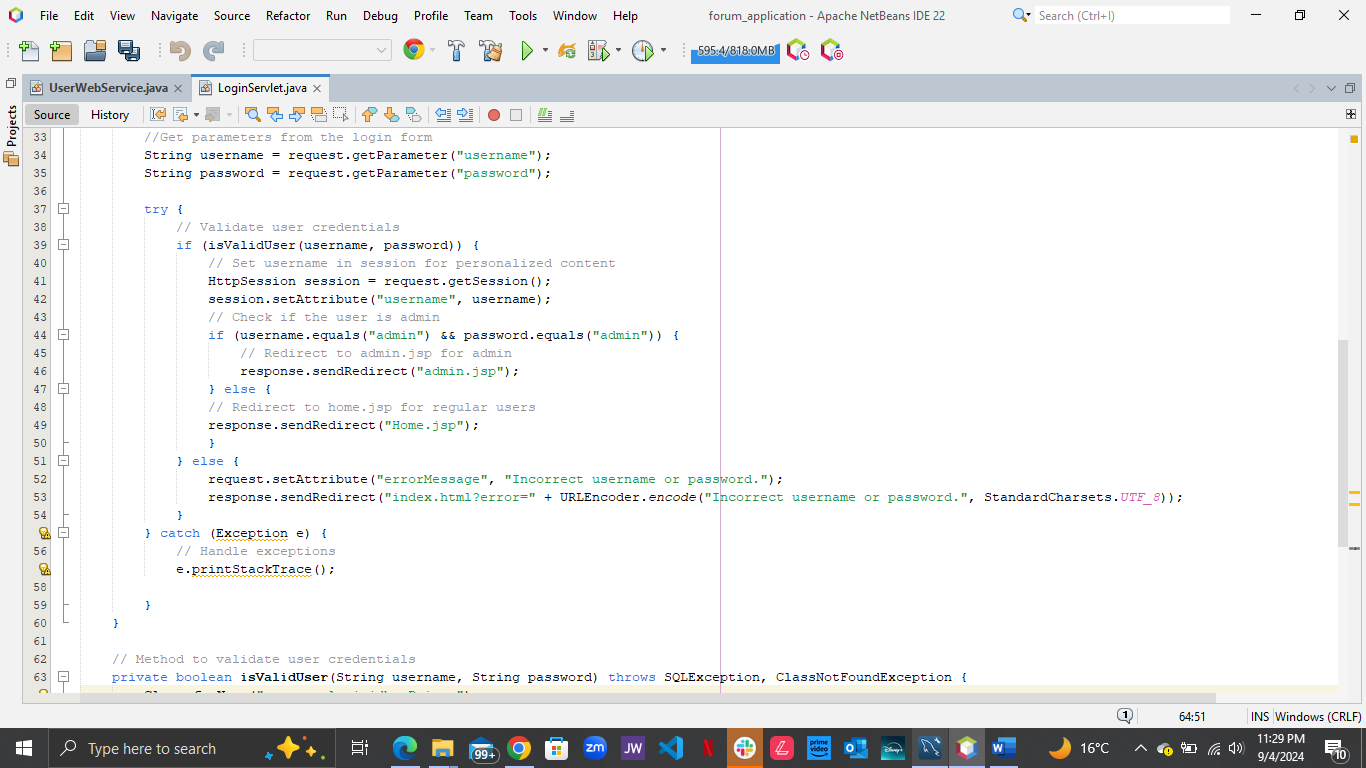 File Edit View Navigate Source Refactor Run Debug Profile Team Tools Window Help forum_application - Apache NetBeans IDE 22 Search (Ctrl+I)
595.4/818.0MB
UserWebService.java LoginServlet.java
Source History
Projects
33 //Get parameters from the login form
34 String username = request.getParameter("username");
35 String password = request.getParameter("password");
36
37 try {
38 // Validate user credentials
39 if (isValidUser(username, password)) {
40 // Set username in session for personalized content
41 HttpSession session = request.getSession();
42 session.setAttribute("username", username);
43 // Check if the user is admin
44 if (username.equals("admin") && password.equals("admin")) {
45 // Redirect to admin.jsp for admin
46 response.sendRedirect("admin.jsp");
47 } else {
48 // Redirect to home.jsp for regular users
49 response.sendRedirect("Home.jsp");
50 }
51 } else {
52 request.setAttribute("errorMessage", "Incorrect username or password.");
53 response.sendRedirect("index.html?error=" + URLEncoder.encode("Incorrect username or password.", StandardCharsets.UTF_8));
54 }
} catch (Exception e) {
56 // Handle exceptions
e.printStackTrace();
58
59 }
60 }
61
62 // Method to validate user credentials
63 private boolean isValidUser(String username, String password) throws SQLException, ClassNotFoundException {
1 64:51 INS Windows (CRLF)
Type here to search 99+ zm JW N prime video Disney+ W 16°C 11:29 PM 10
9/4/2024